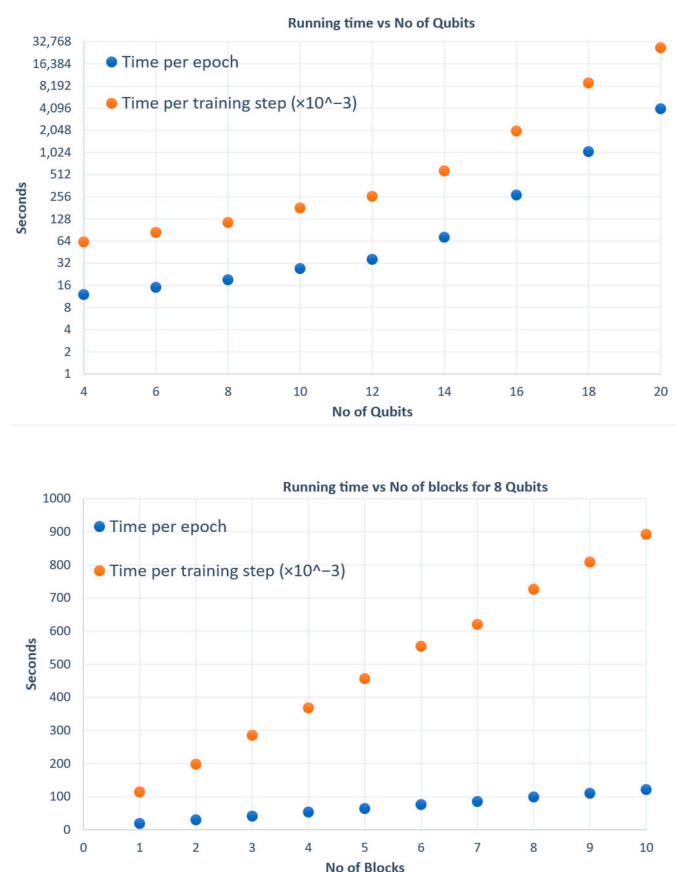 Running time vs No of Qubits
32,768
16,384
8,192
4,096
2,048
1,024
512
256
128
64
32
16
8
4
2
1
Time per epoch
Time per training step (×10^−3)
Seconds
4 6 8 10 12 14 16 18 20
No of Qubits
Running time vs No of blocks for 8 Qubits
1000
900
800
700
600
500
400
300
200
100
0
Time per epoch
Time per training step (×10^−3)
Seconds
0 1 2 3 4 5 6 7 8 9 10
No of Blocks